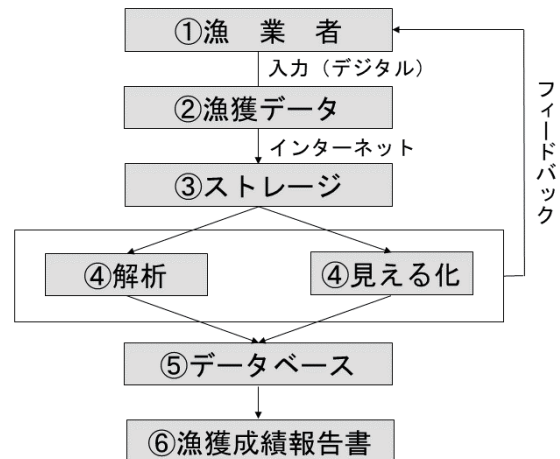 ①漁　業　者
入力（デジタル）
②漁獲データ
インターネット
③ストレージ
フィードバック
④解析
④見える化
⑤データベース
⑥漁獲成績報告書